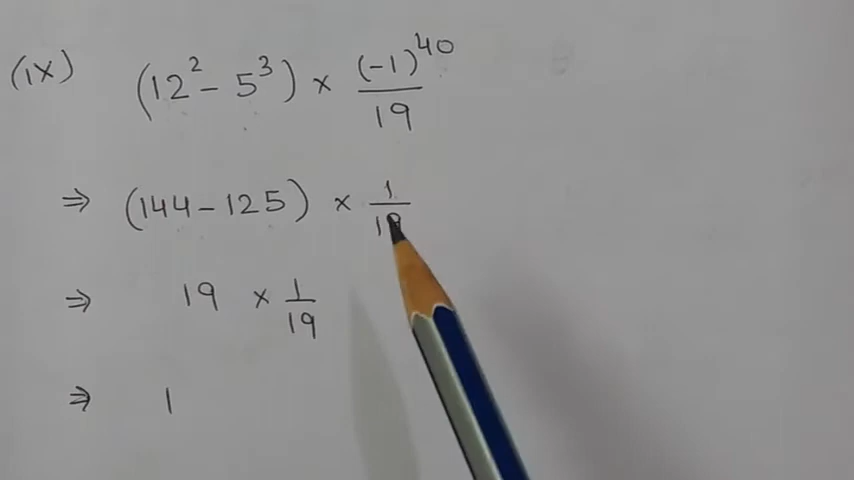 (ix) (12² - 5³) × (-1)⁴⁰/19
⇒ (144 - 125) × 1/19
⇒ 19 × 1/19
⇒ 1